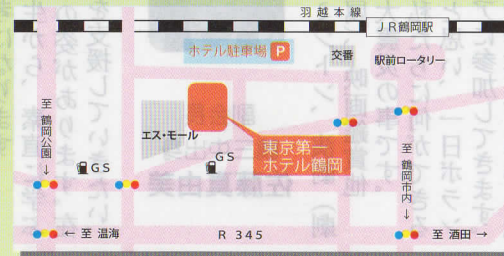 羽越本線
JR鶴岡駅
ホテル駐車場 P
交番
駅前ロータリー
至 鶴岡公園 ↓
エス・モール
東京第一
ホテル鶴岡
GS
GS
至 鶴岡市内 ↓
← 至 温海
R 345
至 酒田 →